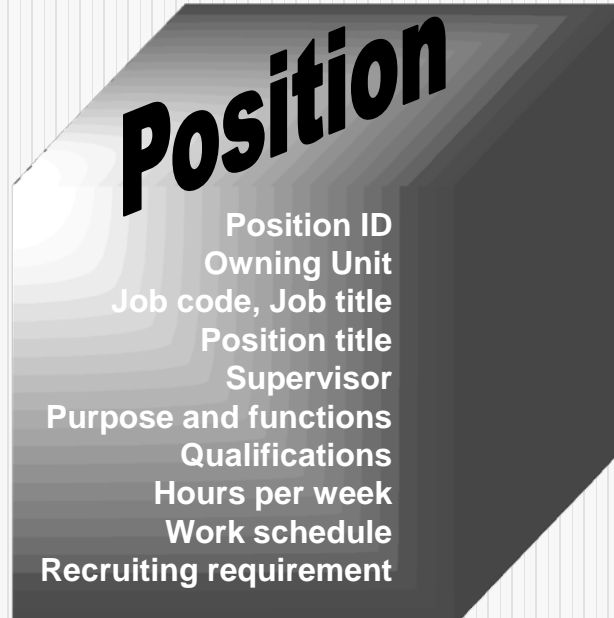 Position
Position ID
Owning Unit
Job code, Job title
Position title
Supervisor
Purpose and functions
Qualifications
Hours per week
Work schedule
Recruiting requirement